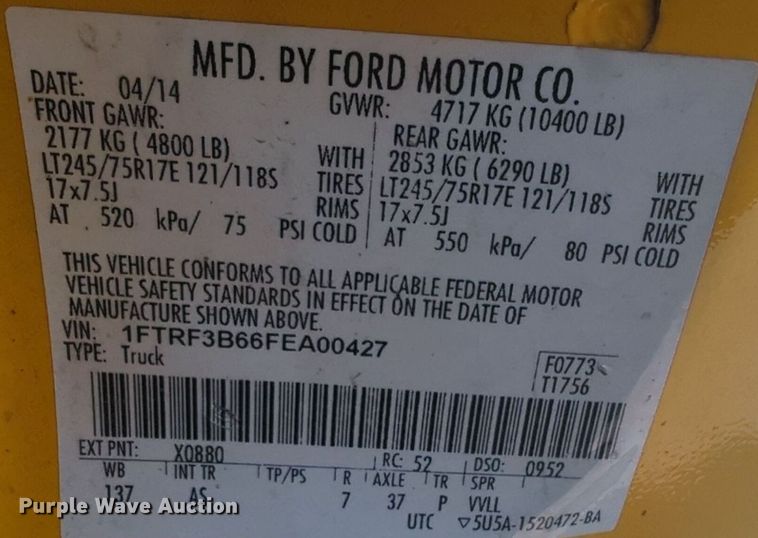 MFD. BY FORD MOTOR CO.
DATE: 04/14 GVWR: 4717 KG (10400 LB)
FRONT GAWR: REAR GAWR:
2177 KG ( 4800 LB) WITH 2853 KG ( 6290 LB) WITH
LT245/75R17E 121/118S TIRES LT245/75R17E 121/118S TIRES
17x7.5J RIMS 17x7.5J RIMS
AT 520 kPa/ 75 PSI COLD AT 550 kPa/ 80 PSI COLD
THIS VEHICLE CONFORMS TO ALL APPLICABLE FEDERAL MOTOR
VEHICLE SAFETY STANDARDS IN EFFECT ON THE DATE OF
MANUFACTURE SHOWN ABOVE.
VIN: 1FTRF3B66FEA00427
TYPE: Truck F0773
T1756
EXT PNT: X0880 RC: 52 DSO: 0952
WB INT TR TP/PS R AXLE TR SPR
137 AS 7 37 P VVLL
UTC ▽5U5A-1520472-BA
Purple Wave Auction